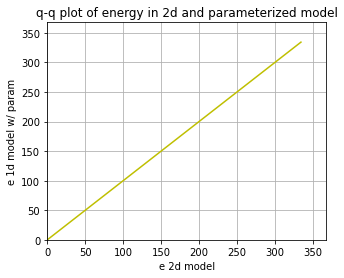 q-q plot of energy in 2d and parameterized model
350
300
250
200
150
100
50
0
e 1d model w/ param
0 50 100 150 200 250 300 350
e 2d model